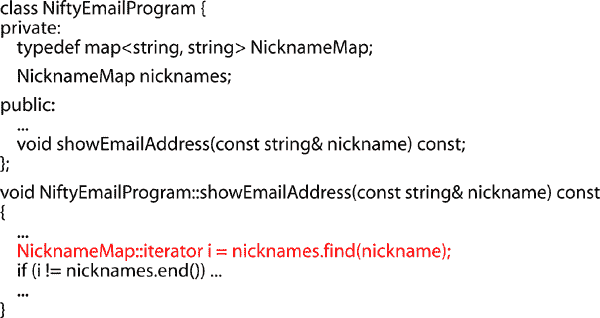 class NiftyEmailProgram {
private:
typedef map<string, string> NicknameMap;
NicknameMap nicknames;
public:
...
void showEmailAddress(const string& nickname) const;
};
void NiftyEmailProgram::showEmailAddress(const string& nickname) const
{
...
NicknameMap::iterator i = nicknames.find(nickname);
if (i != nicknames.end()) ...
...
}